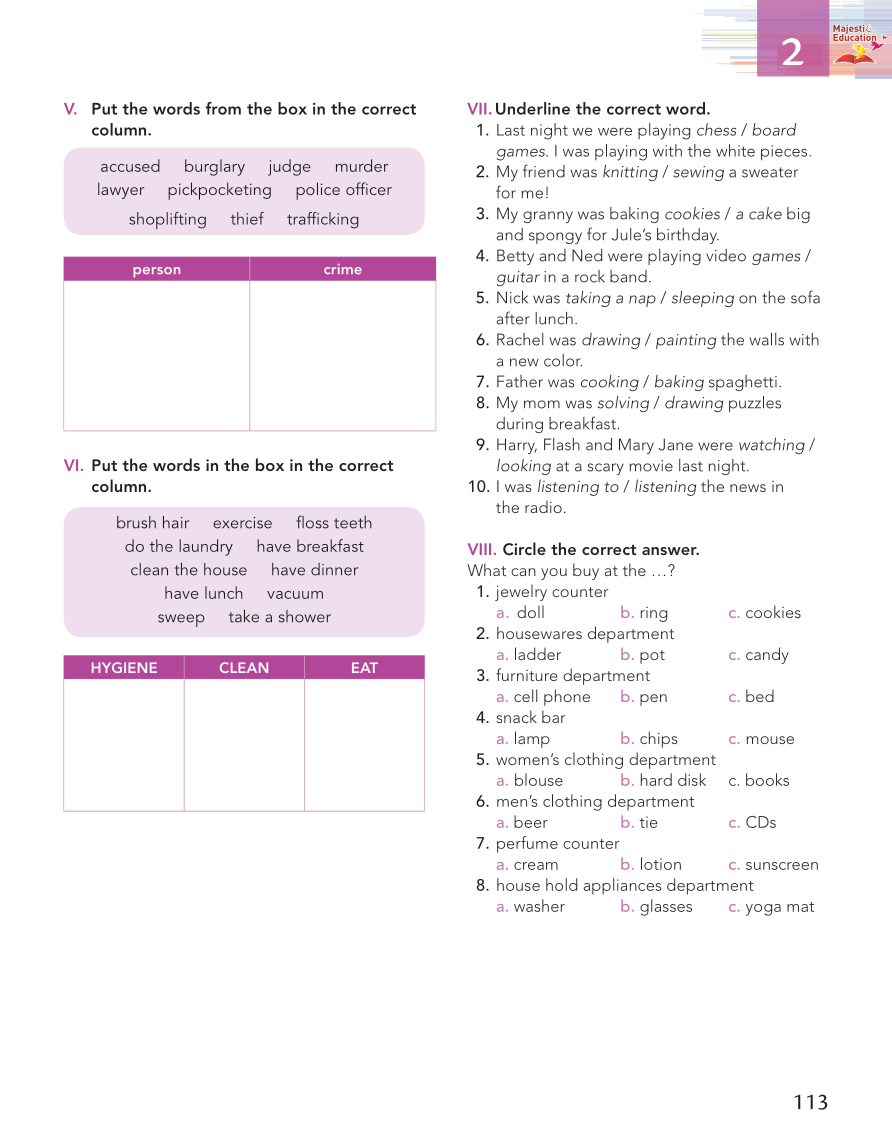 2
Majestic
Education
V. Put the words from the box in the correct
column.
accused burglary judge murder
lawyer pickpocketing police officer
shoplifting thief trafficking
person crime
VI. Put the words in the box in the correct
column.
brush hair exercise floss teeth
do the laundry have breakfast
clean the house have dinner
have lunch vacuum
sweep take a shower
HYGIENE CLEAN EAT
VII. Underline the correct word.
1. Last night we were playing chess / board
games. I was playing with the white pieces.
2. My friend was knitting / sewing a sweater
for me!
3. My granny was baking cookies / a cake big
and spongy for Jule’s birthday.
4. Betty and Ned were playing video games /
guitar in a rock band.
5. Nick was taking a nap / sleeping on the sofa
after lunch.
6. Rachel was drawing / painting the walls with
a new color.
7. Father was cooking / baking spaghetti.
8. My mom was solving / drawing puzzles
during breakfast.
9. Harry, Flash and Mary Jane were watching /
looking at a scary movie last night.
10. I was listening to / listening the news in
the radio.
VIII. Circle the correct answer.
What can you buy at the …?
1. jewelry counter
a. doll b. ring c. cookies
2. housewares department
a. ladder b. pot c. candy
3. furniture department
a. cell phone b. pen c. bed
4. snack bar
a. lamp b. chips c. mouse
5. women’s clothing department
a. blouse b. hard disk c. books
6. men’s clothing department
a. beer b. tie c. CDs
7. perfume counter
a. cream b. lotion c. sunscreen
8. house hold appliances department
a. washer b. glasses c. yoga mat
113